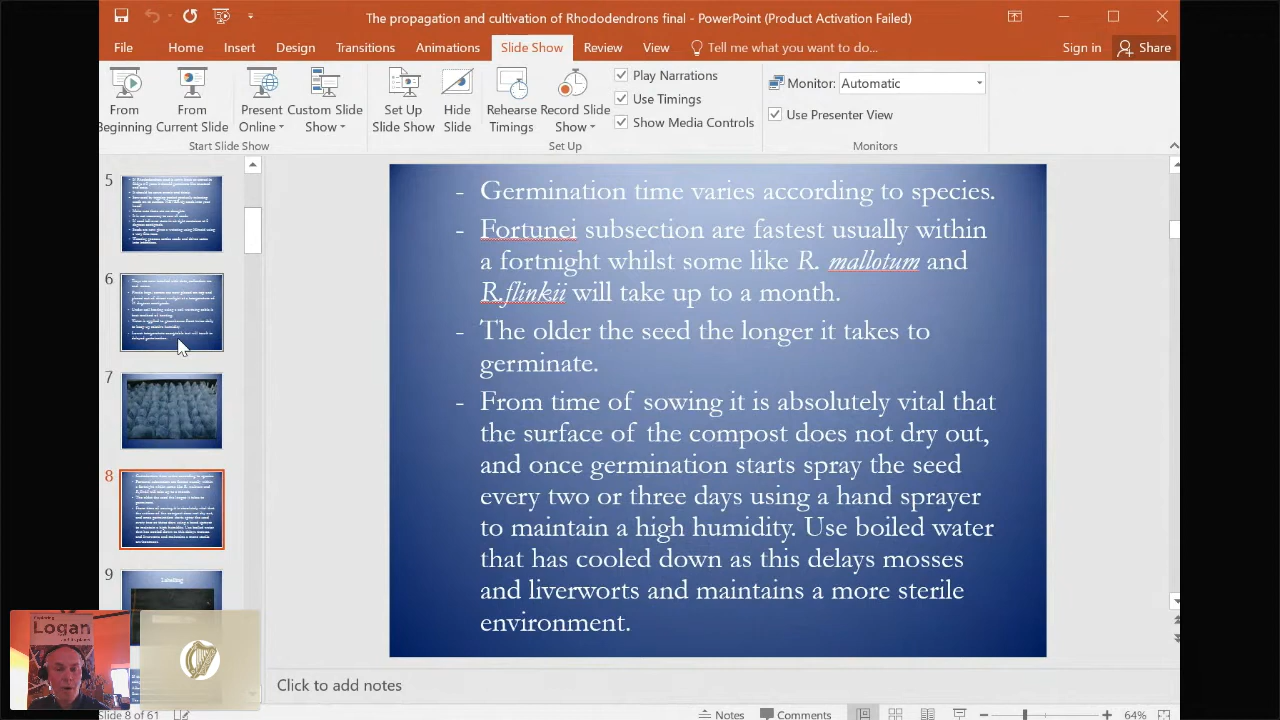 The propagation and cultivation of Rhododendrons final - PowerPoint (Product Activation Failed)
File Home Insert Design Transitions Animations Slide Show Review View Tell me what you want to do... Sign in Share
From Beginning
From Current Slide
Present Online
Custom Slide Show
Set Up Slide Show
Hide Slide
Rehearse Timings
Record Slide Show
Play Narrations
Use Timings
Show Media Controls
Monitor: Automatic
Use Presenter View
Start Slide Show
Set Up
Monitors
5
6
7
8
9
Labelling
- Germination time varies according to species.
- Fortunei subsection are fastest usually within
a fortnight whilst some like R. mallotum and
R.flinkii will take up to a month.
- The older the seed the longer it takes to
germinate.
- From time of sowing it is absolutely vital that
the surface of the compost does not dry out,
and once germination starts spray the seed
every two or three days using a hand sprayer
to maintain a high humidity. Use boiled water
that has cooled down as this delays mosses
and liverworts and maintains a more sterile
environment.
Logan
Click to add notes
Slide 8 of 61
Notes
Comments
64%